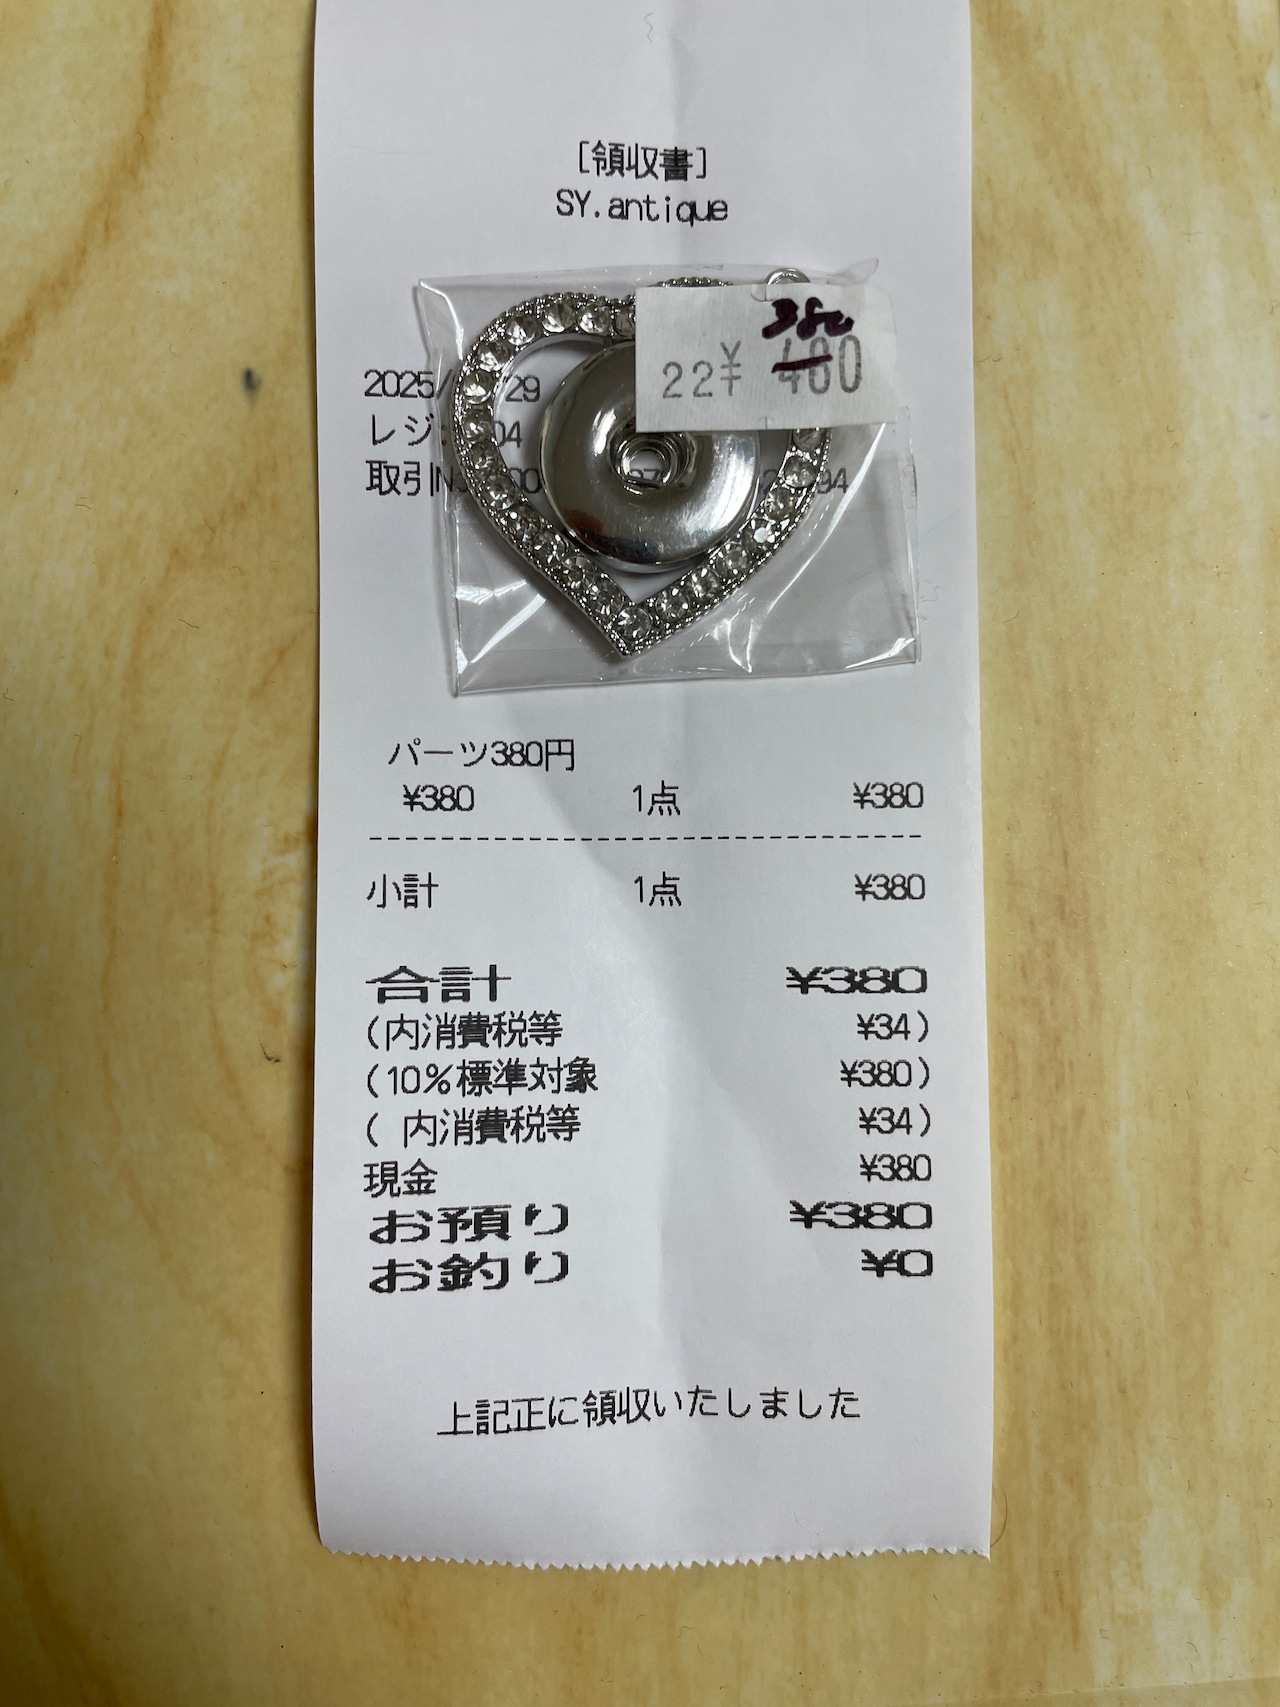 [領収書]
SY.antique
380
22¥ 480
2025/ 29
レジ 04
取引N
パーツ380円
¥380 1点 ¥380
小計 1点 ¥380
合計 ¥380
(内消費税等 ¥34)
(10%標準対象 ¥380)
( 内消費税等 ¥34)
現金 ¥380
お預り ¥380
お釣り ¥0
上記正に領収いたしました